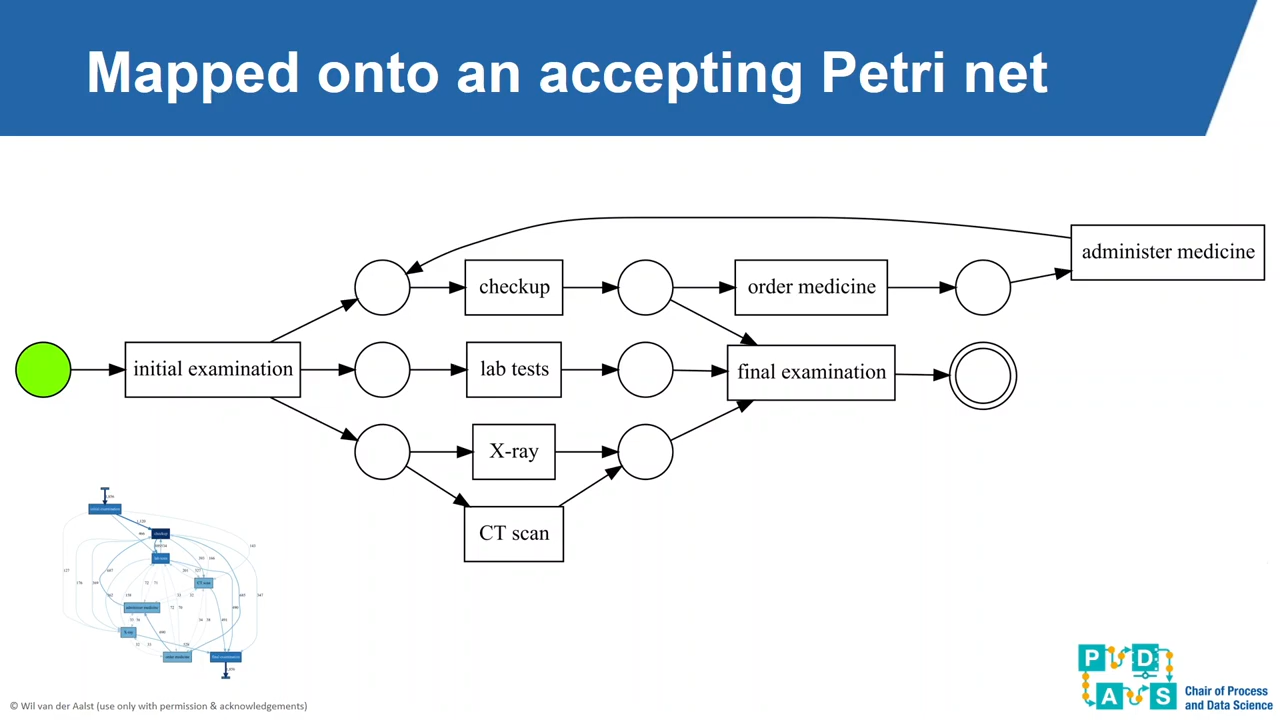 Mapped onto an accepting Petri net
administer medicine
checkup
order medicine
initial examination
lab tests
final examination
X-ray
CT scan
P D
A S
Chair of Process
and Data Science
© Wil van der Aalst (use only with permission & acknowledgements)